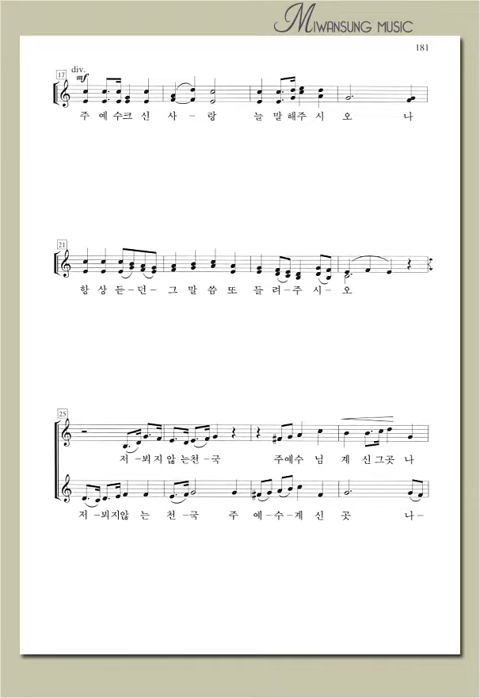 MIWANSUNG MUSIC
181
17
div.
mf
주 예 수크 신 사 - 랑 늘 말 해주 시 오 나
21
항 상 듣 - 던 - 그 말 씀 또 들 려 - 주 시 - 오
25
저 - 뵈 지 않 는천 - 국 주예수 님 계 신그곳 나
저 - 뵈지않 는 천 - 국 주 예 - 수 - 계 신 곳 나 -